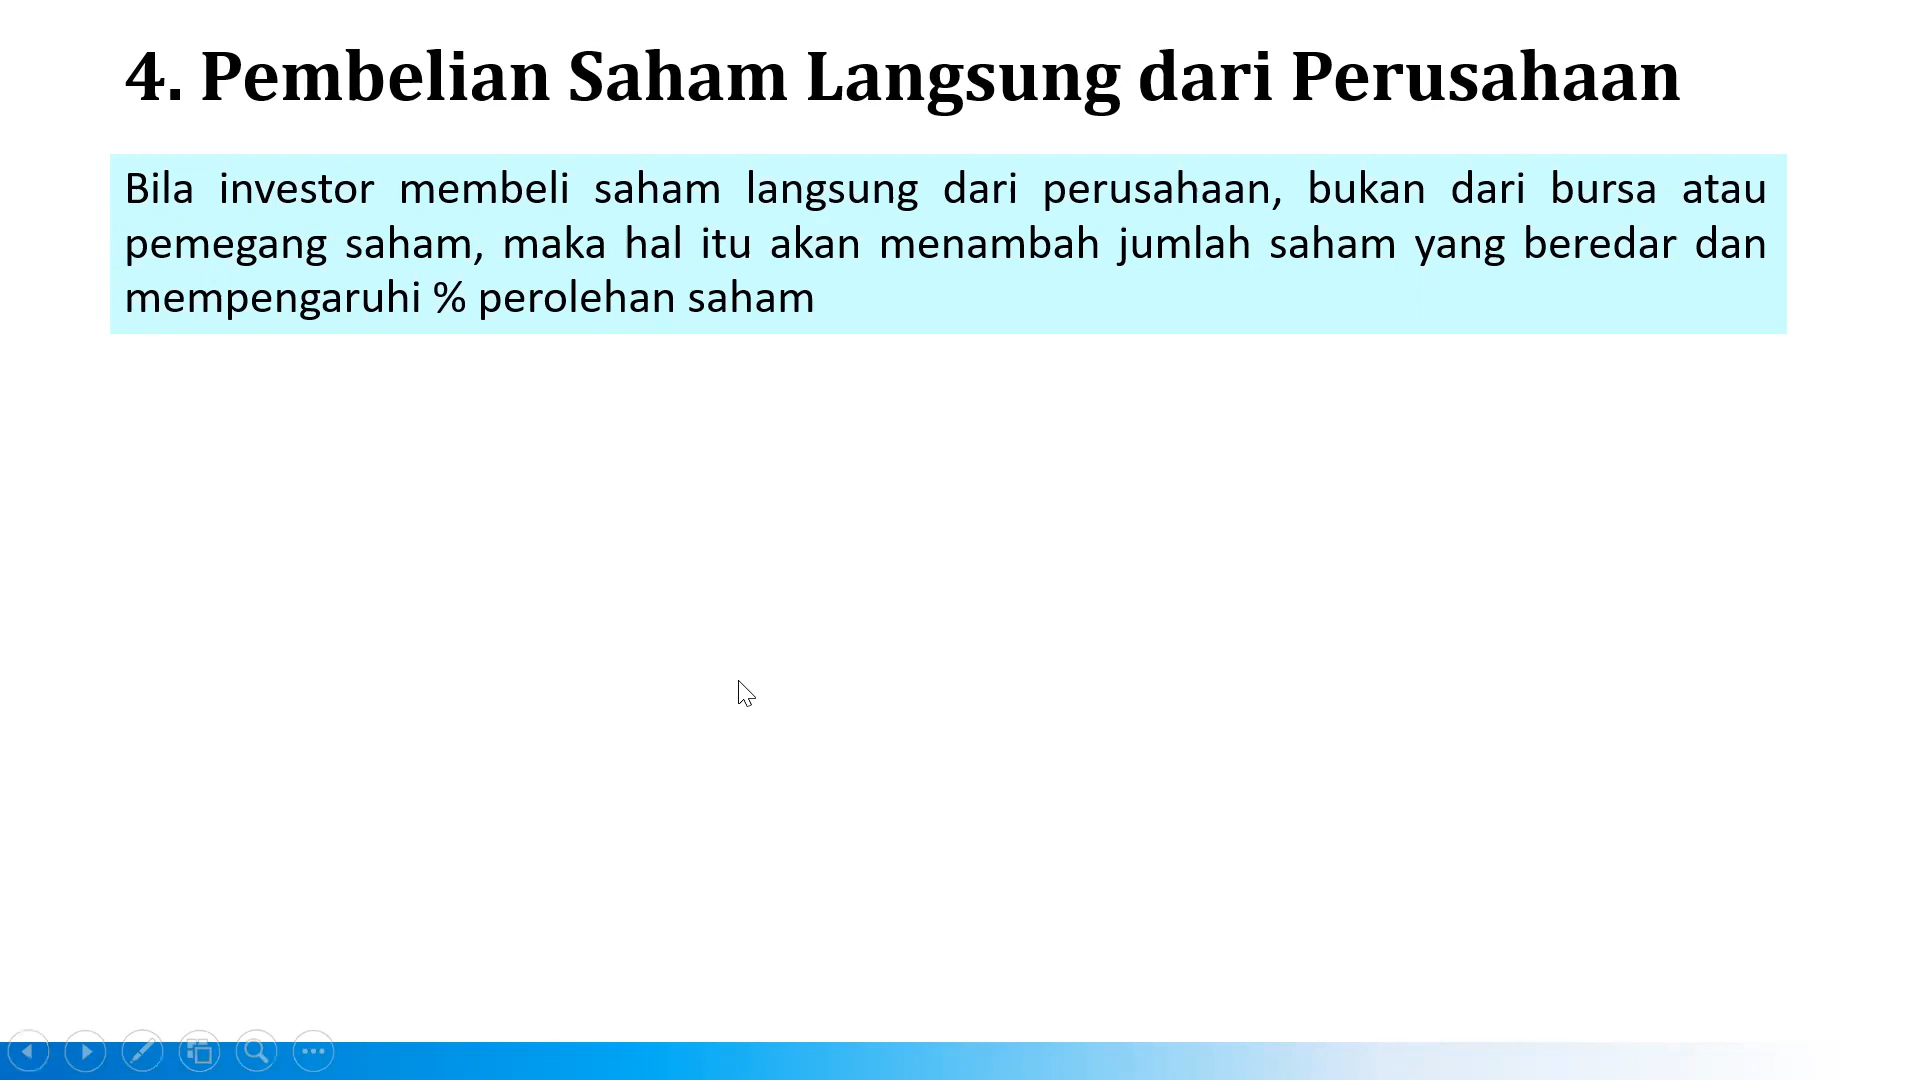 4. Pembelian Saham Langsung dari Perusahaan
Bila investor membeli saham langsung dari perusahaan, bukan dari bursa atau
pemegang saham, maka hal itu akan menambah jumlah saham yang beredar dan
mempengaruhi % perolehan saham